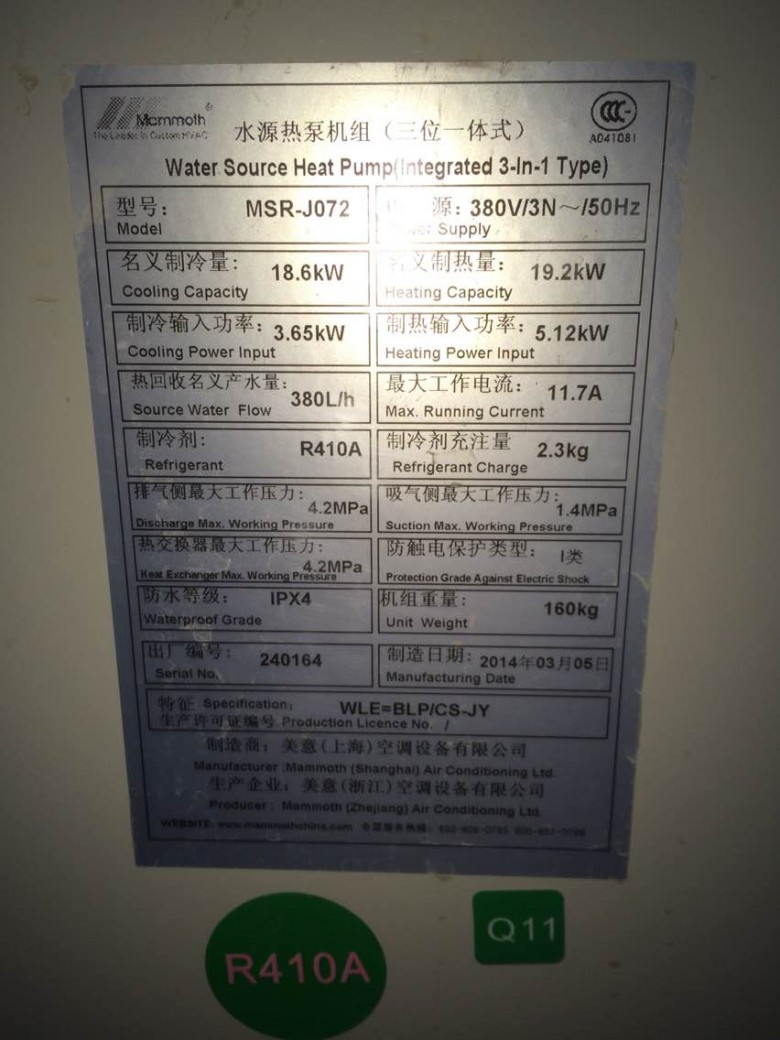 Mammoth ®
The Leader in Custom HVAC
CCC
A041081
水源热泵机组（三位一体式）
Water Source Heat Pump(Integrated 3-In-1 Type)
型号: MSR-J072 源: 380V/3N～/50Hz
Model Supply
名义制冷量: 18.6kW 名义制热量: 19.2kW
Cooling Capacity Heating Capacity
制冷输入功率: 3.65kW 制热输入功率: 5.12kW
Cooling Power Input Heating Power Input
热回收名义产水量: 380L/h 最大工作电流: 11.7A
Source Water Flow Max. Running Current
制冷剂: R410A 制冷剂充注量 2.3kg
Refrigerant Refrigerant Charge
排气侧最大工作压力: 4.2MPa 吸气侧最大工作压力: 1.4MPa
Discharge Max. Working Pressure Suction Max. Working Pressure
热交换器最大工作压力: 4.2MPa 防触电保护类型: I类
Heat Exchanger Max. Working Pressure Protection Grade Against Electric Shock
防水等级: IPX4 机组重量: 160kg
Waterproof Grade Unit Weight
出厂编号: 240164 制造日期: 2014年03月05日
Serial No. Manufacturing Date
特征 Specification: WLE=BLP/CS-JY
生产许可证编号 Production Licence No. /
制造商: 美意(上海)空调设备有限公司
Manufacturer :Mammoth (Shanghai) Air Conditioning Ltd.
生产企业: 美意(浙江)空调设备有限公司
Producer : Mammoth (Zhejiang) Air Conditioning Ltd.
WEBSITE: www.mammothchina.com 全国服务热线:
R410A
Q11